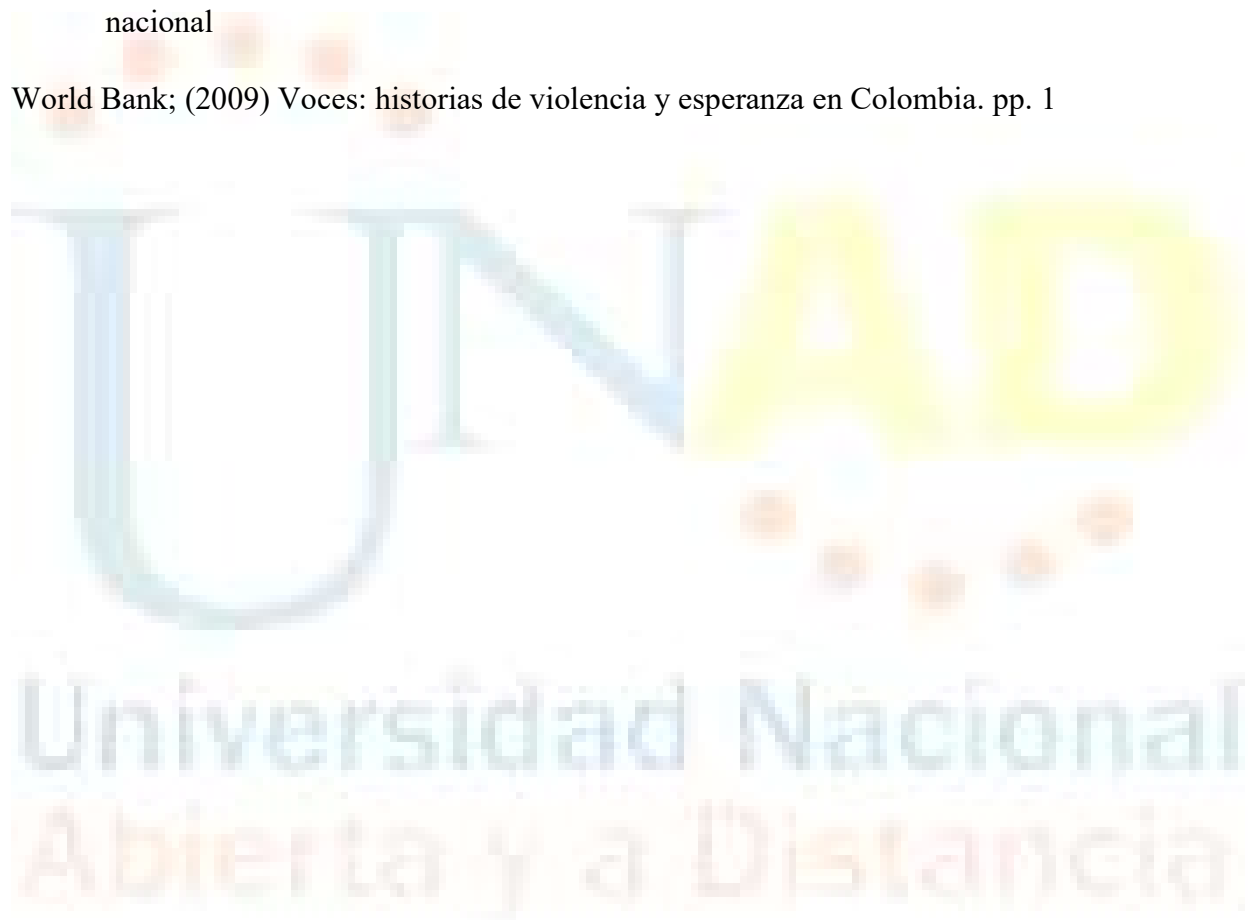 nacional
World Bank; (2009) Voces: historias de violencia y esperanza en Colombia. pp. 1
UNAD
Universidad Nacional
Abierta y a Distancia